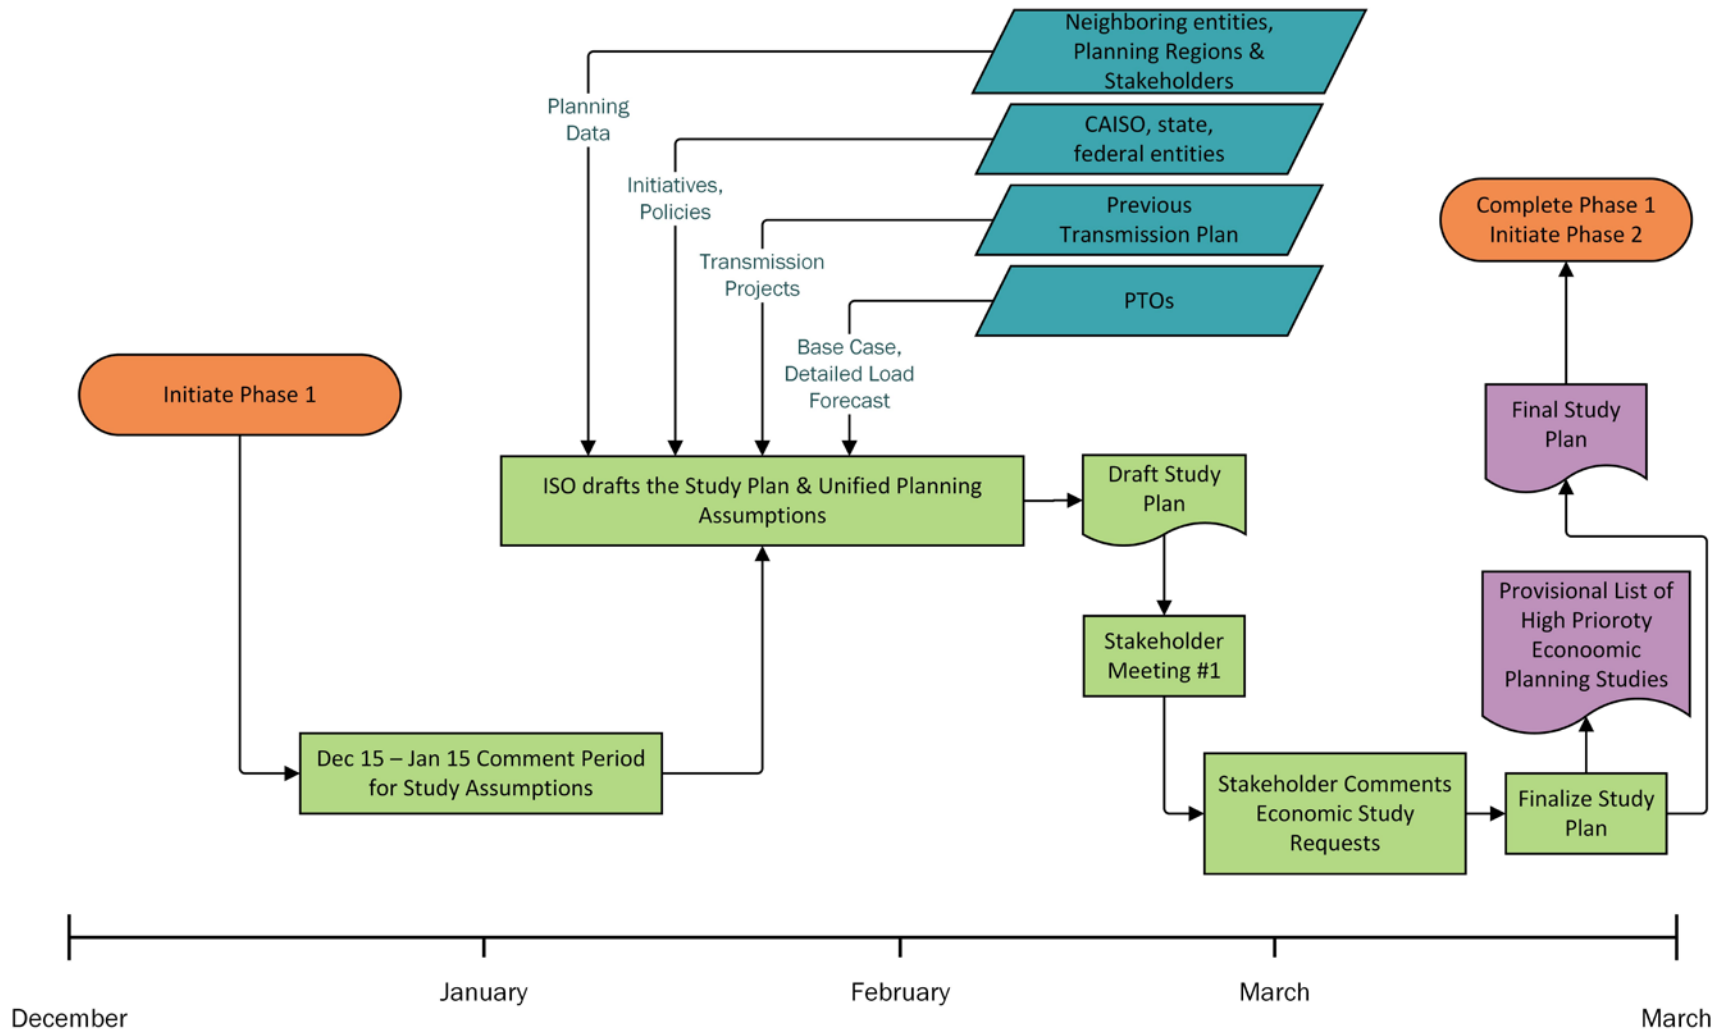 Neighboring entities,
Planning Regions &
Stakeholders
Planning
Data
CAISO, state,
federal entities
Initiatives,
Policies
Previous
Transmission Plan
Complete Phase 1
Initiate Phase 2
Transmission
Projects
PTOs
Base Case,
Detailed Load
Forecast
Initiate Phase 1
Final Study
Plan
ISO drafts the Study Plan & Unified Planning
Assumptions
Draft Study
Plan
Provisional List of
High Prioroty
Econoomic
Planning Studies
Stakeholder
Meeting #1
Dec 15 – Jan 15 Comment Period
for Study Assumptions
Stakeholder Comments
Economic Study
Requests
Finalize Study
Plan
December
January
February
March
March